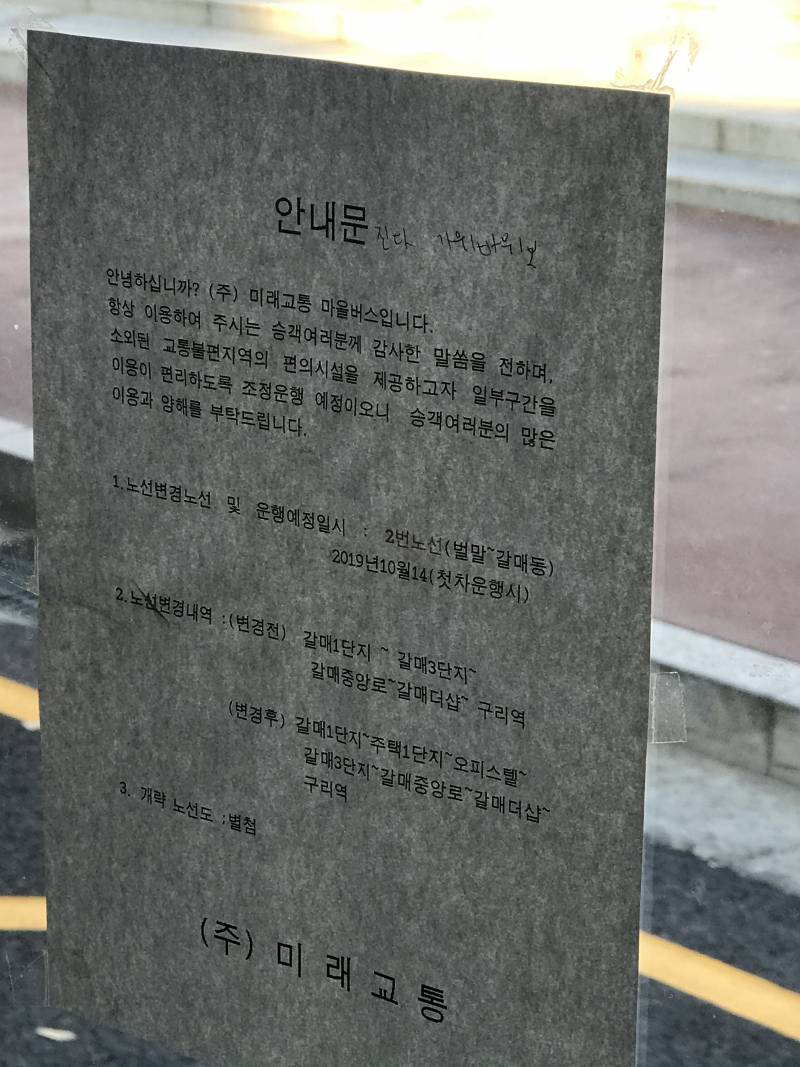 안내문 진다 가위바위보
안녕하십니까? (주) 미래교통 마을버스입니다.
항상 이용하여 주시는 승객여러분께 감사한 말씀을 전하며,
소외된 교통불편지역의 편의시설을 제공하고자 일부구간을
이용이 편리하도록 조정운행 예정이오니 승객여러분의 많은
이용과 양해를 부탁드립니다.
1.노선변경노선 및 운행예정일시 : 2번노선(벌말~갈매동)
2019년10월14(첫차운행시)
2.노선변경내역 :(변경전) 갈매1단지 ~ 갈매3단지~
갈매중앙로~갈매더샵~ 구리역
(변경후) 갈매1단지~주택1단지~오피스텔~
갈매3단지~갈매중앙로~갈매더샵~
구리역
3. 개략 노선도 ;별첨
(주) 미래교통